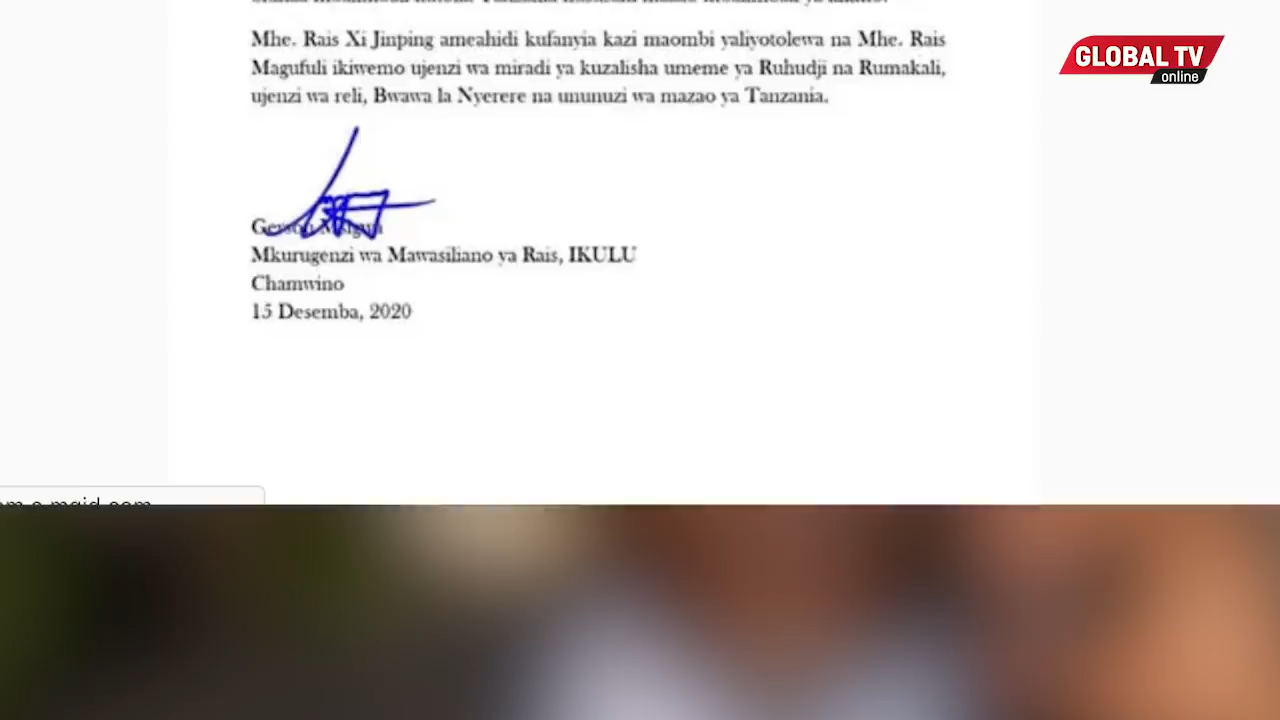 GLOBAL TV
online
Mhe. Rais Xi Jinping ameahidi kufanyia kazi maombi yaliyotolewa na Mhe. Rais
Magufuli ikiwemo ujenzi wa miradi ya kuzalisha umeme ya Ruhudji na Rumakali,
ujenzi wa reli, Bwawa la Nyerere na ununuzi wa mazao ya Tanzania.
Gerson Msigwa
Mkurugenzi wa Mawasiliano ya Rais, IKULU
Chamwino
15 Desemba, 2020